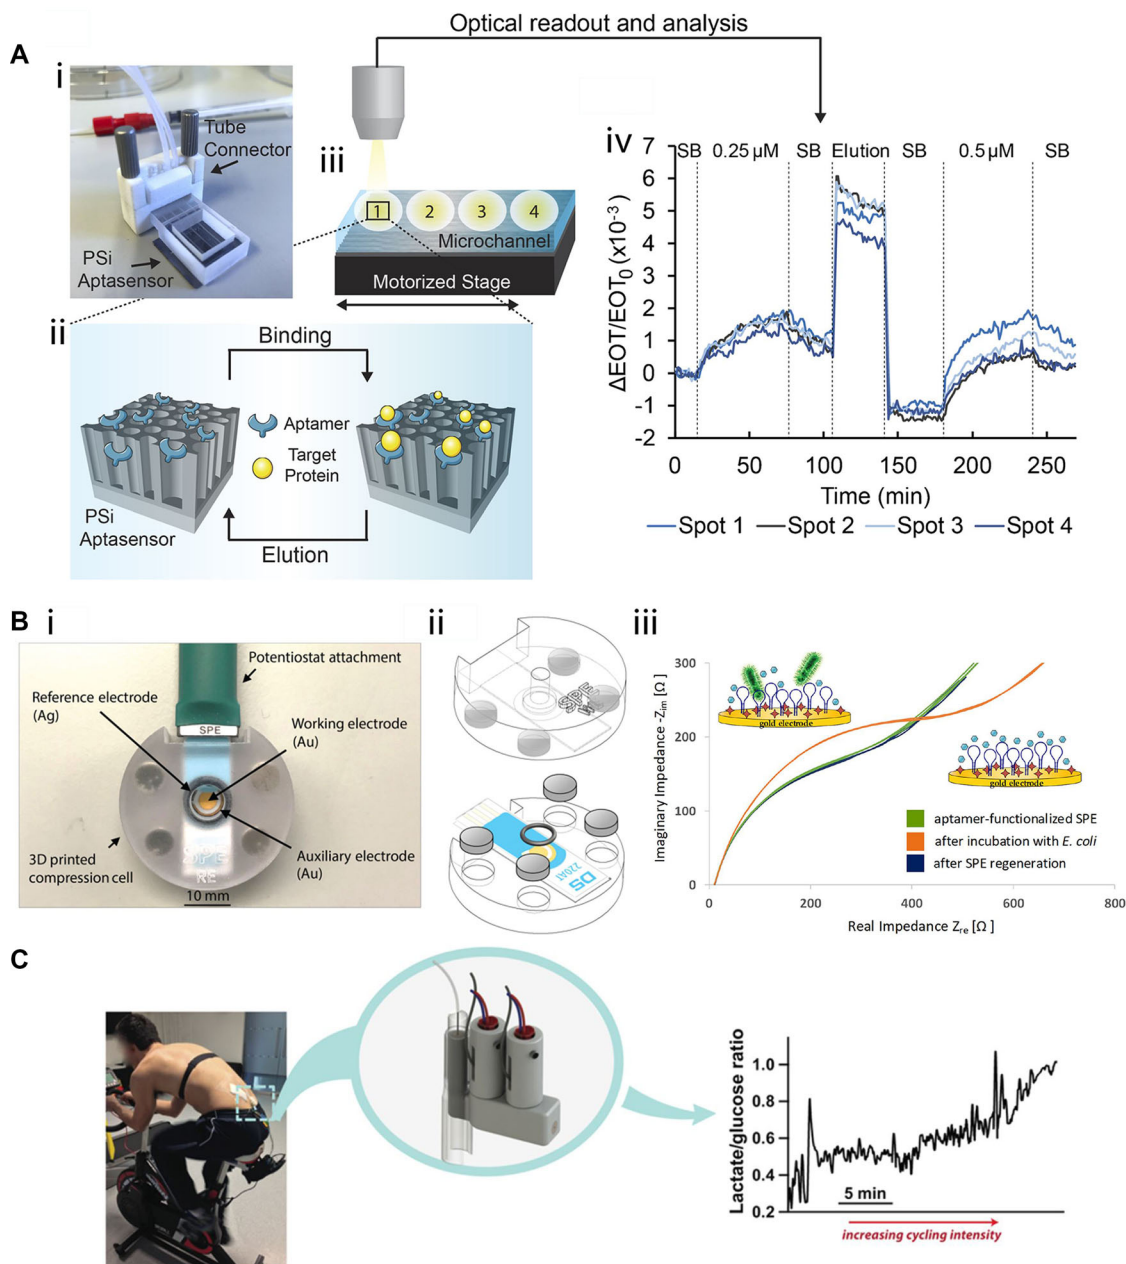 Optical readout and analysis
A
i
Tube
Connector
PSi
Aptasensor
iii
1
2
3
4
Microchannel
Motorized Stage
ii
Binding
Aptamer
Target
Protein
PSi
Aptasensor
Elution
iv
SB
0.25 µM
SB
Elution
SB
0.5 µM
SB
ΔEOT/EOT0 (x10-3)
7
6
5
4
3
2
1
0
-1
-2
0
50
100
150
200
250
Time (min)
Spot 1
Spot 2
Spot 3
Spot 4
B
i
Potentiostat attachment
Reference electrode
(Ag)
SPE
Working electrode
(Au)
3D printed
compression cell
Auxiliary electrode
(Au)
RE
10 mm
ii
SPE
DS
220AT
iii
Imaginary Impedance -Zim [Ω]
300
200
100
0
gold electrode
gold electrode
aptamer-functionalized SPE
after incubation with E. coli
after SPE regeneration
0
200
400
600
800
Real Impedance Zre [Ω ]
C
Lactate/glucose ratio
1.0
0.8
0.6
0.4
0.2
5 min
increasing cycling intensity